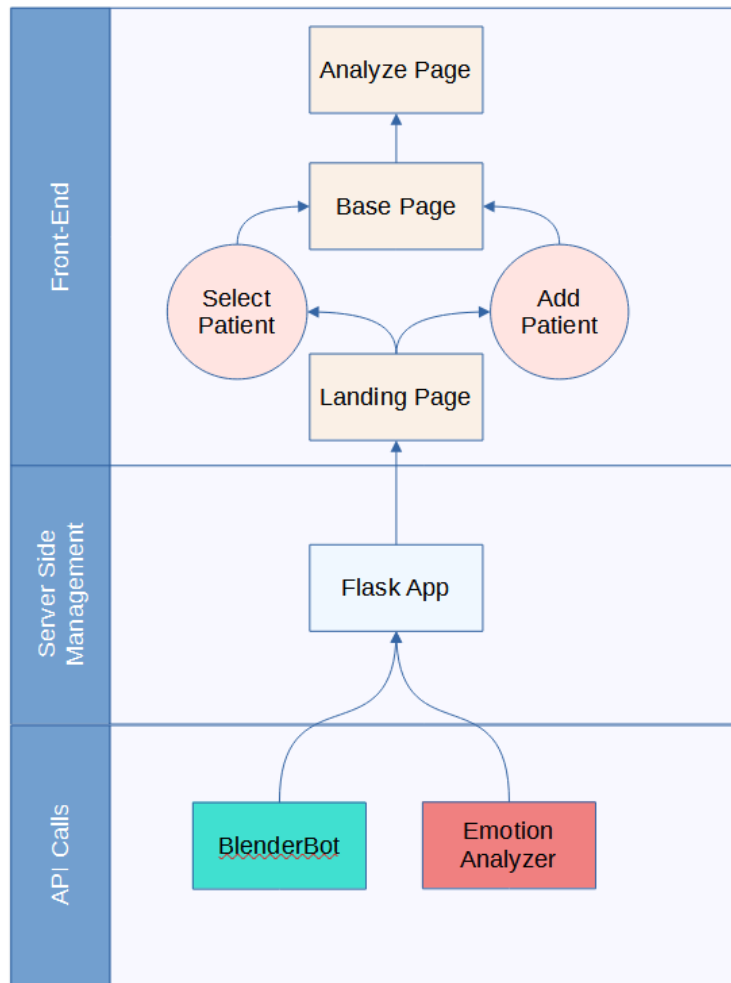 Front-End
Analyze Page
Base Page
Select
Patient
Add
Patient
Landing Page
Server Side
Management
Flask App
API Calls
BlenderBot
Emotion
Analyzer